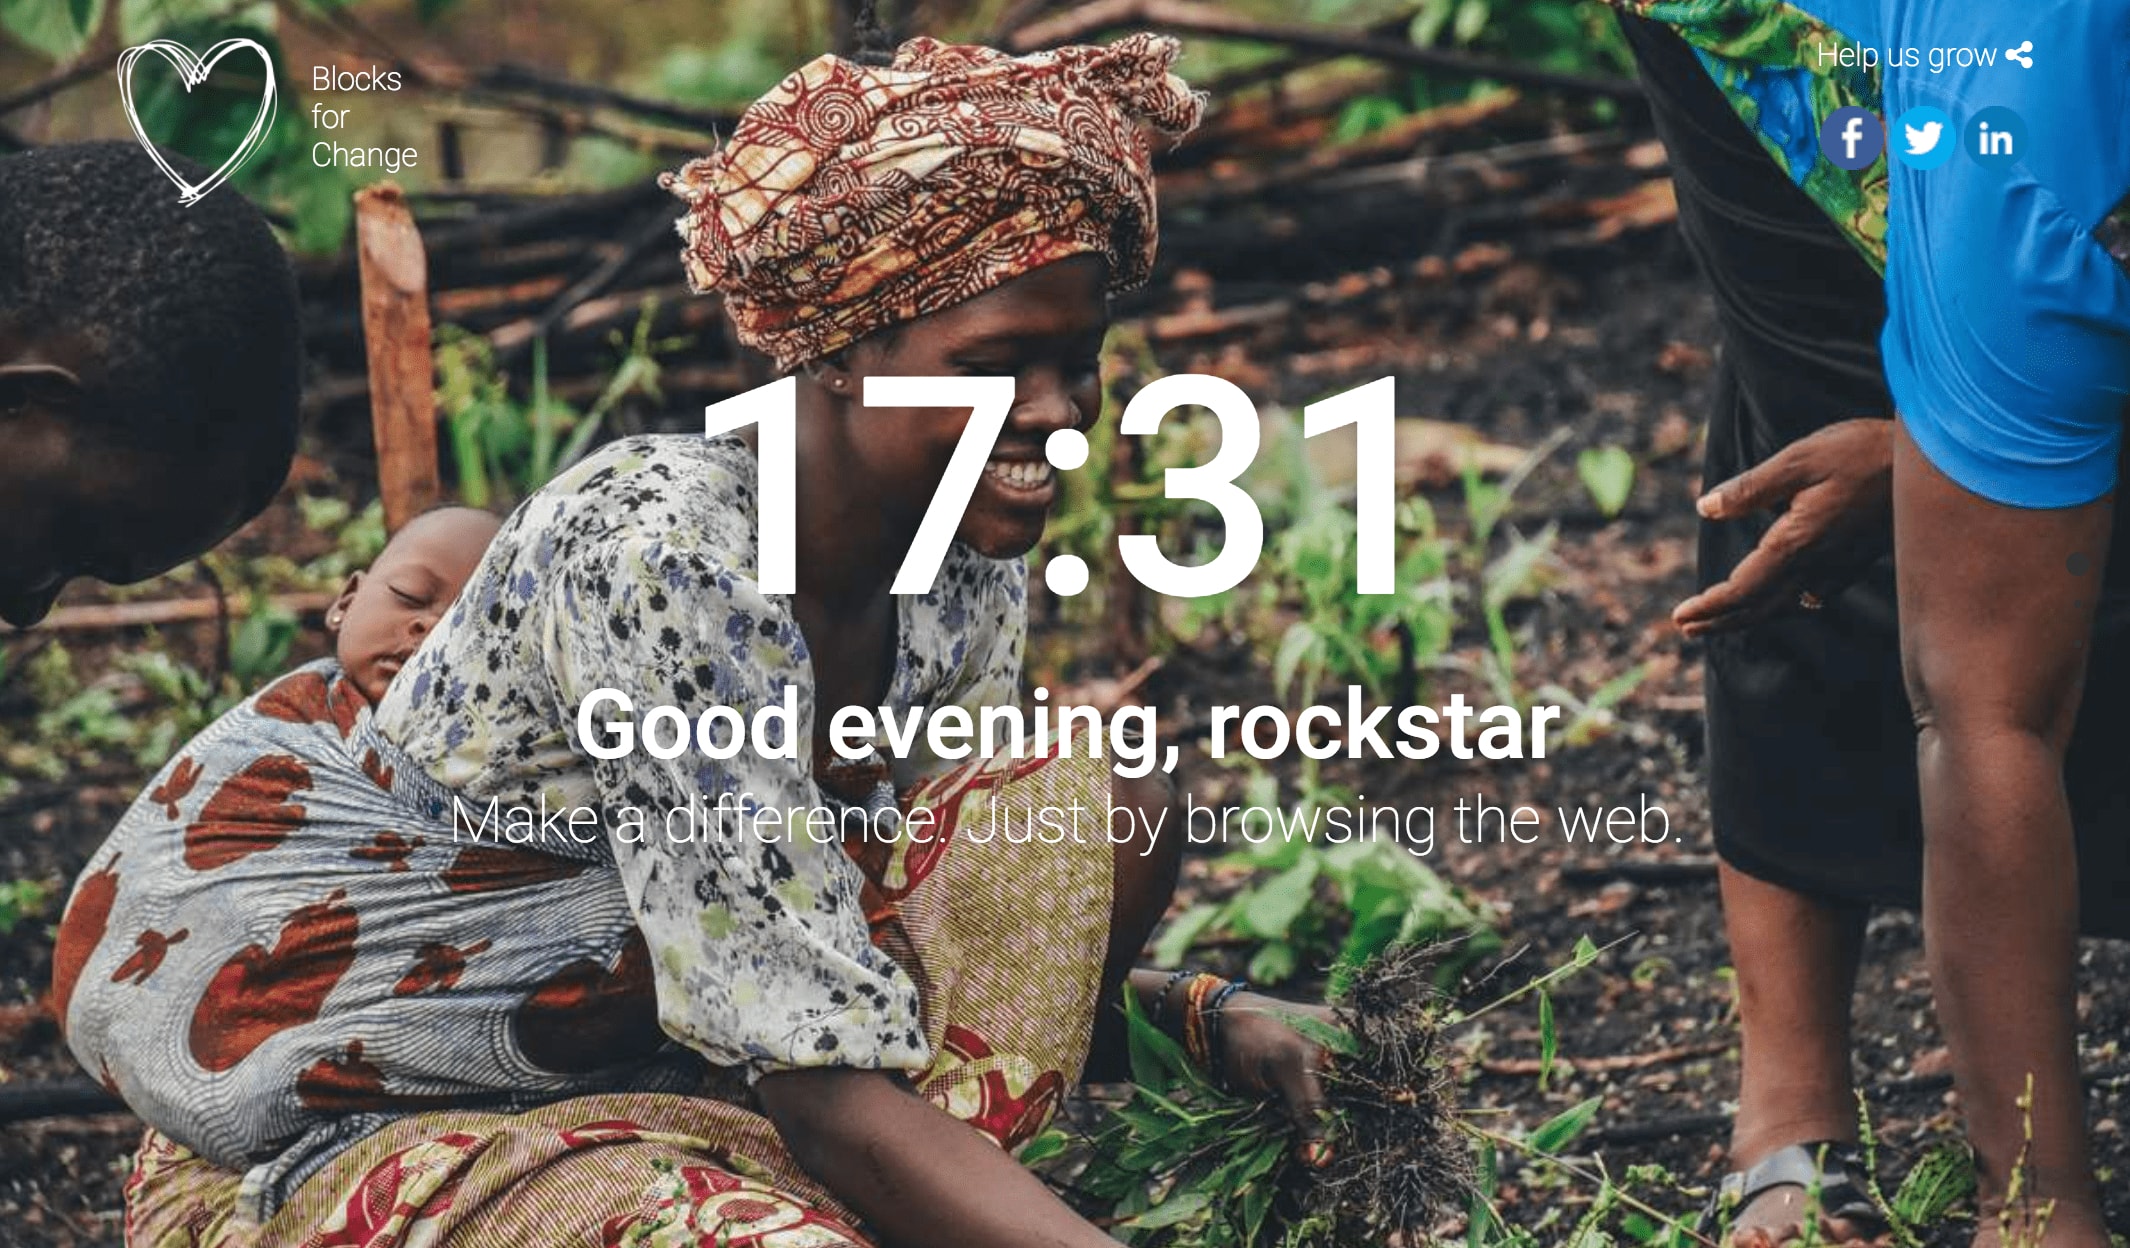 Blocks
for
Change
Help us grow
f
in
17:31
Good evening, rockstar
Make a difference. Just by browsing the web.